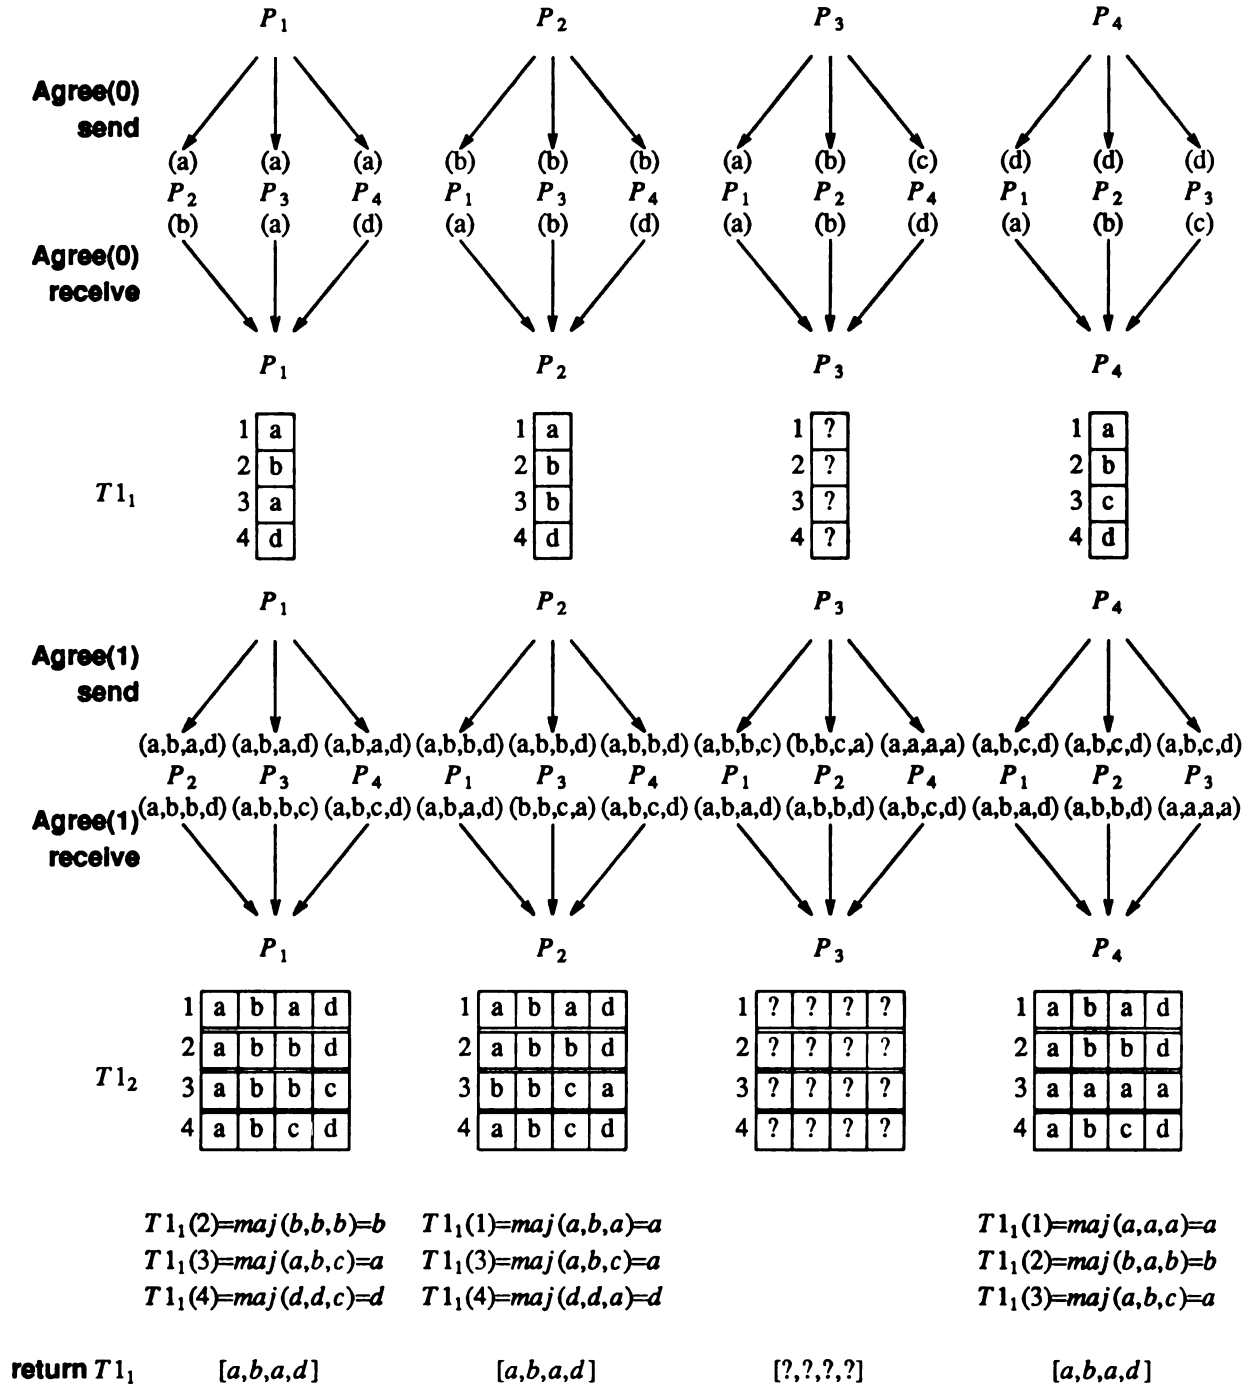 P1 P2 P3 P4
Agree(0)
send
(a) (a) (a) (b) (b) (b) (a) (b) (c) (d) (d) (d)
P2 P3 P4 P1 P3 P4 P1 P2 P4 P1 P2 P3
(b) (a) (d) (a) (b) (d) (a) (b) (d) (a) (b) (c)
Agree(0)
receive
P1 P2 P3 P4
1 a 1 a 1 ? 1 a
2 b 2 b 2 ? 2 b
T11
3 a 3 b 3 ? 3 c
4 d 4 d 4 ? 4 d
P1 P2 P3 P4
Agree(1)
send
(a,b,a,d) (a,b,a,d) (a,b,a,d) (a,b,b,d) (a,b,b,d) (a,b,b,d) (a,b,b,c) (b,b,c,a) (a,a,a,a) (a,b,c,d) (a,b,c,d) (a,b,c,d)
P2 P3 P4 P1 P3 P4 P1 P2 P4 P1 P2 P3
(a,b,b,d) (a,b,b,c) (a,b,c,d) (a,b,a,d) (b,b,c,a) (a,b,c,d) (a,b,a,d) (a,b,b,d) (a,b,c,d) (a,b,a,d) (a,b,b,d) (a,a,a,a)
Agree(1)
receive
P1 P2 P3 P4
1 a b a d 1 a b a d 1 ? ? ? ? 1 a b a d
2 a b b d 2 a b b d 2 ? ? ? ? 2 a b b d
T12
3 a b b c 3 b b c a 3 ? ? ? ? 3 a a a a
4 a b c d 4 a b c d 4 ? ? ? ? 4 a b c d
T11(2)=maj(b,b,b)=b T11(1)=maj(a,b,a)=a T11(1)=maj(a,a,a)=a
T11(3)=maj(a,b,c)=a T11(3)=maj(a,b,c)=a T11(2)=maj(b,a,b)=b
T11(4)=maj(d,d,c)=d T11(4)=maj(d,d,a)=d T11(3)=maj(a,b,c)=a
return T11 [a,b,a,d] [a,b,a,d] [?,?,?,?] [a,b,a,d]